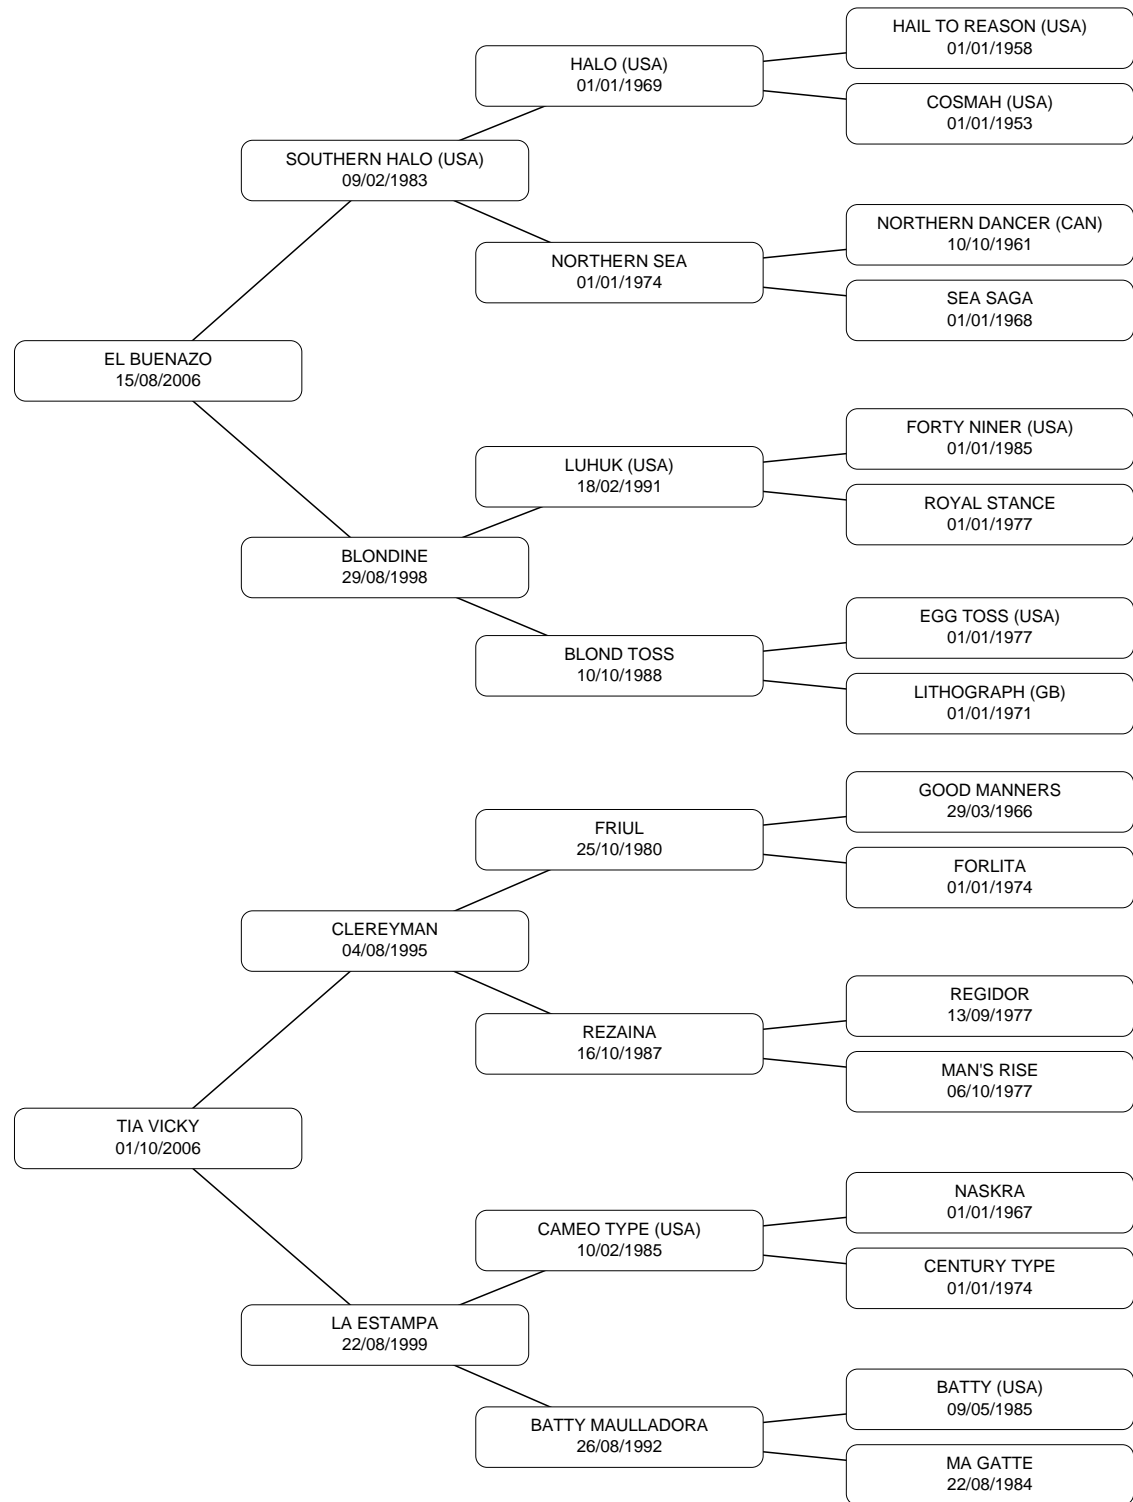 HAIL TO REASON (USA)
01/01/1958
HALO (USA)
01/01/1969
COSMAH (USA)
01/01/1953
SOUTHERN HALO (USA)
09/02/1983
NORTHERN DANCER (CAN)
10/10/1961
NORTHERN SEA
01/01/1974
SEA SAGA
01/01/1968
EL BUENAZO
15/08/2006
FORTY NINER (USA)
01/01/1985
LUHUK (USA)
18/02/1991
ROYAL STANCE
01/01/1977
BLONDINE
29/08/1998
EGG TOSS (USA)
01/01/1977
BLOND TOSS
10/10/1988
LITHOGRAPH (GB)
01/01/1971
GOOD MANNERS
29/03/1966
FRIUL
25/10/1980
FORLITA
01/01/1974
CLEREYMAN
04/08/1995
REGIDOR
13/09/1977
REZAINA
16/10/1987
MAN'S RISE
06/10/1977
TIA VICKY
01/10/2006
NASKRA
01/01/1967
CAMEO TYPE (USA)
10/02/1985
CENTURY TYPE
01/01/1974
LA ESTAMPA
22/08/1999
BATTY (USA)
09/05/1985
BATTY MAULLADORA
26/08/1992
MA GATTE
22/08/1984